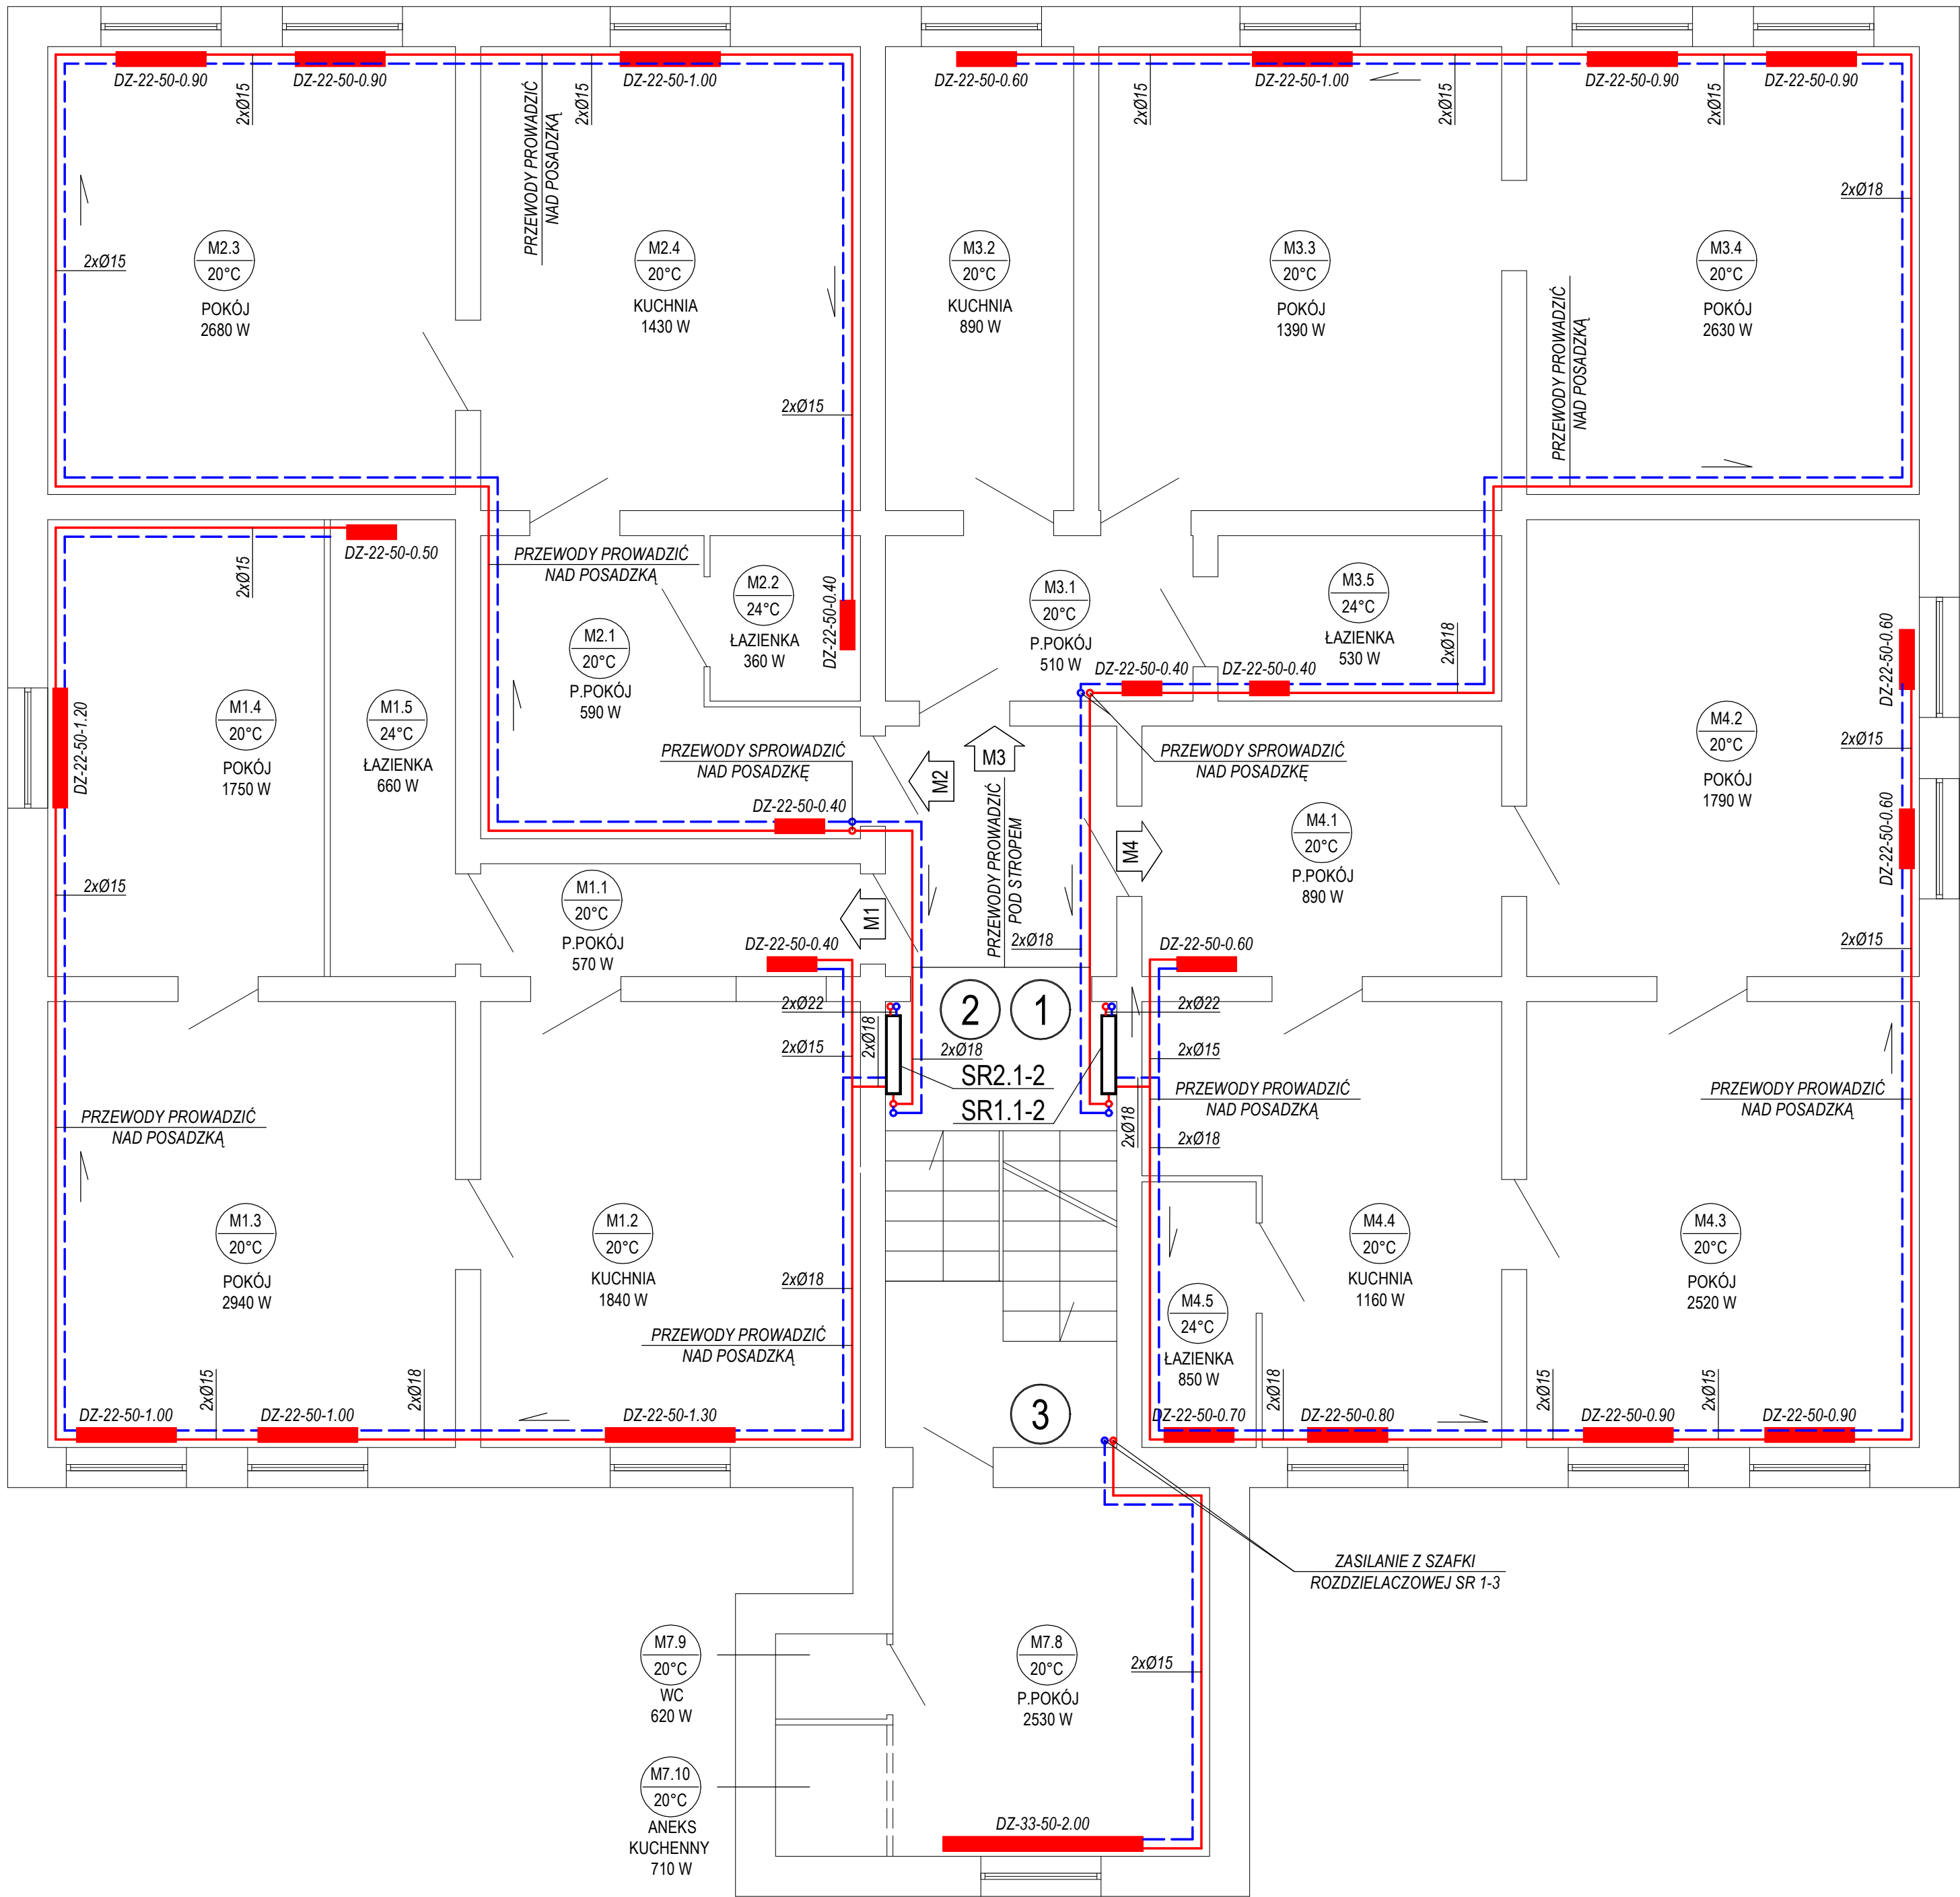 DZ-22-50-0.90
DZ-22-50-0.90
DZ-22-50-1.00
DZ-22-50-0.60
DZ-22-50-1.00
DZ-22-50-0.90
DZ-22-50-0.90
2xØ15
PRZEWODY PROWADZIĆ
NAD POSADZKĄ
2xØ15
2xØ15
2xØ15
2xØ15
2xØ18
M2.3
20°C
POKÓJ
2680 W
2xØ15
M2.4
20°C
KUCHNIA
1430 W
M3.2
20°C
KUCHNIA
890 W
M3.3
20°C
POKÓJ
1390 W
M3.4
20°C
POKÓJ
2630 W
PRZEWODY PROWADZIĆ
NAD POSADZKĄ
2xØ15
DZ-22-50-0.50
2xØ15
PRZEWODY PROWADZIĆ
NAD POSADZKĄ
M2.2
24°C
ŁAZIENKA
360 W
DZ-22-50-0.40
M2.1
20°C
P.POKÓJ
590 W
M3.1
20°C
P.POKÓJ
510 W
M3.5
24°C
ŁAZIENKA
530 W
2xØ18
DZ-22-50-0.40
DZ-22-50-0.40
DZ-22-50-0.60
DZ-22-50-1.20
M1.4
20°C
POKÓJ
1750 W
M1.5
24°C
ŁAZIENKA
660 W
PRZEWODY SPROWADZIĆ
NAD POSADZKĘ
M2
M3
PRZEWODY SPROWADZIĆ
NAD POSADZKĘ
M4.2
20°C
POKÓJ
1790 W
2xØ15
DZ-22-50-0.40
PRZEWODY PROWADZIĆ
POD STROPEM
M4
M4.1
20°C
P.POKÓJ
890 W
DZ-22-50-0.60
2xØ15
M1.1
20°C
P.POKÓJ
570 W
M1
DZ-22-50-0.40
2xØ18
DZ-22-50-0.60
2xØ15
2xØ22
2
1
2xØ22
2xØ15
2xØ18
2xØ18
2xØ15
SR2.1-2
SR1.1-2
PRZEWODY PROWADZIĆ
NAD POSADZKĄ
PRZEWODY PROWADZIĆ
NAD POSADZKĄ
PRZEWODY PROWADZIĆ
NAD POSADZKĄ
2xØ18
2xØ18
M1.3
20°C
POKÓJ
2940 W
M1.2
20°C
KUCHNIA
1840 W
2xØ18
PRZEWODY PROWADZIĆ
NAD POSADZKĄ
M4.5
24°C
ŁAZIENKA
850 W
M4.4
20°C
KUCHNIA
1160 W
M4.3
20°C
POKÓJ
2520 W
2xØ15
2xØ18
3
2xØ18
2xØ15
2xØ15
DZ-22-50-1.00
DZ-22-50-1.00
DZ-22-50-1.30
DZ-22-50-0.70
DZ-22-50-0.80
DZ-22-50-0.90
DZ-22-50-0.90
ZASILANIE Z SZAFKI
ROZDZIELACZOWEJ SR 1-3
M7.9
20°C
WC
620 W
M7.8
20°C
P.POKÓJ
2530 W
2xØ15
M7.10
20°C
ANEKS
KUCHENNY
710 W
DZ-33-50-2.00